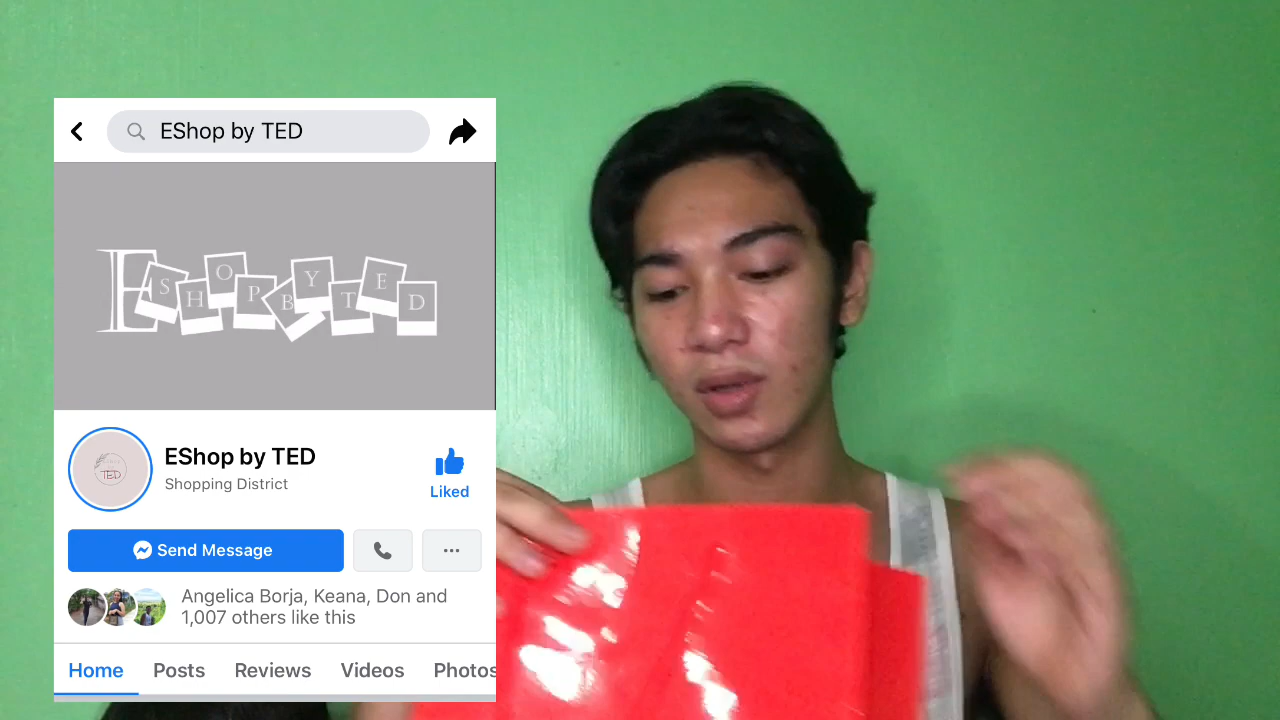 EShop by TED
ESHOPBYTED
EShop by TED
Shopping District
Liked
TED
Send Message
Angelica Borja, Keana, Don and
1,007 others like this
Home Posts Reviews Videos Photos